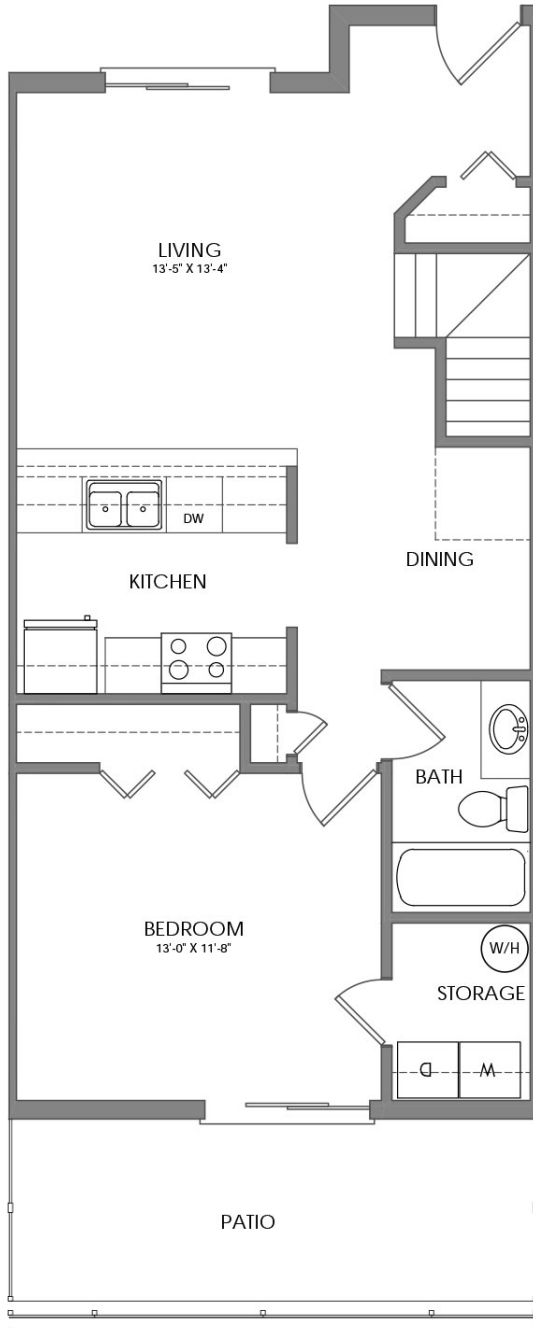 LIVING
13'-5" X 13'-4"
DW
KITCHEN
DINING
BATH
BEDROOM
13'-0" X 11'-8"
W/H
STORAGE
D
W
PATIO